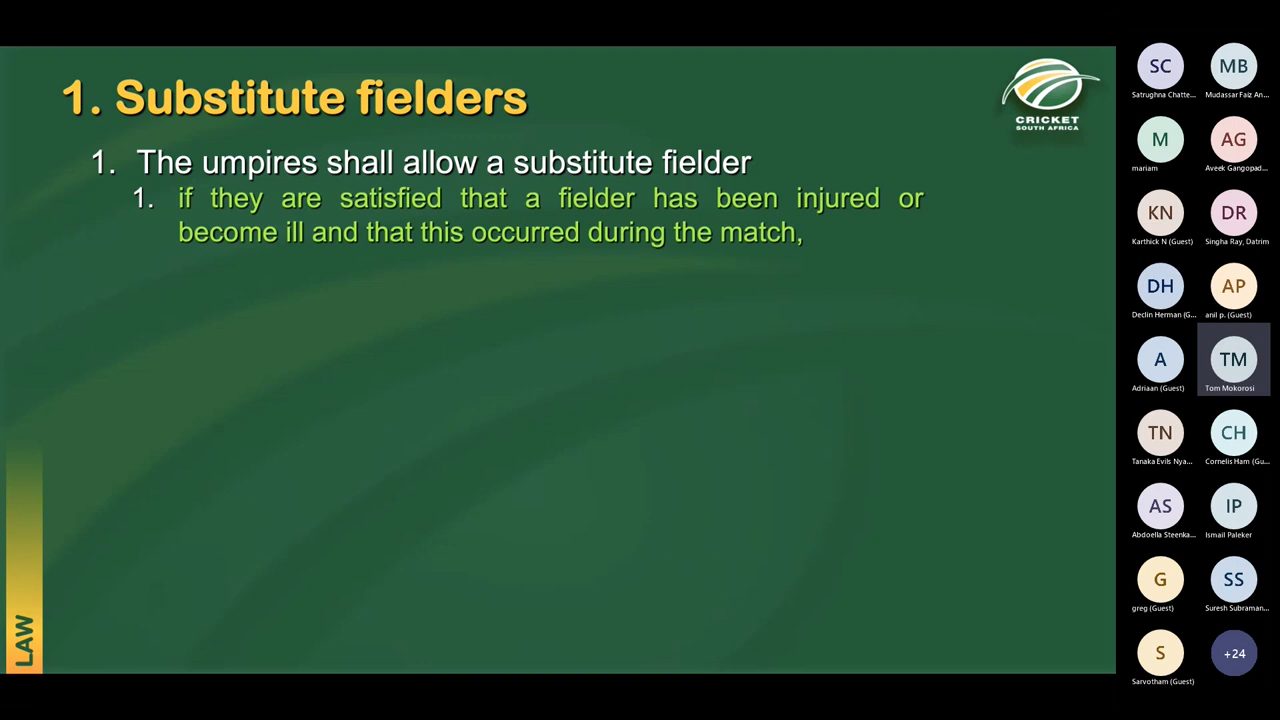 1. Substitute fielders
CRICKET
SOUTH AFRICA
1. The umpires shall allow a substitute fielder
1. if they are satisfied that a fielder has been injured or
become ill and that this occurred during the match,
LAW
SC
Satrughna Chatte...
MB
Mudassar Faiz An...
M
mariam
AG
Aveek Gangopad...
KN
Karthick N (Guest)
DR
Singha Ray, Datrim
DH
Declin Herman (G...
AP
anil p. (Guest)
A
Adriaan (Guest)
TM
Tom Mokorosi
TN
Tanaka Evils Nya...
CH
Cornelis Ham (Gu...
AS
Abdoella Steenka...
IP
Ismail Paleker
G
greg (Guest)
SS
Suresh Subraman...
S
Sarvotham (Guest)
+24